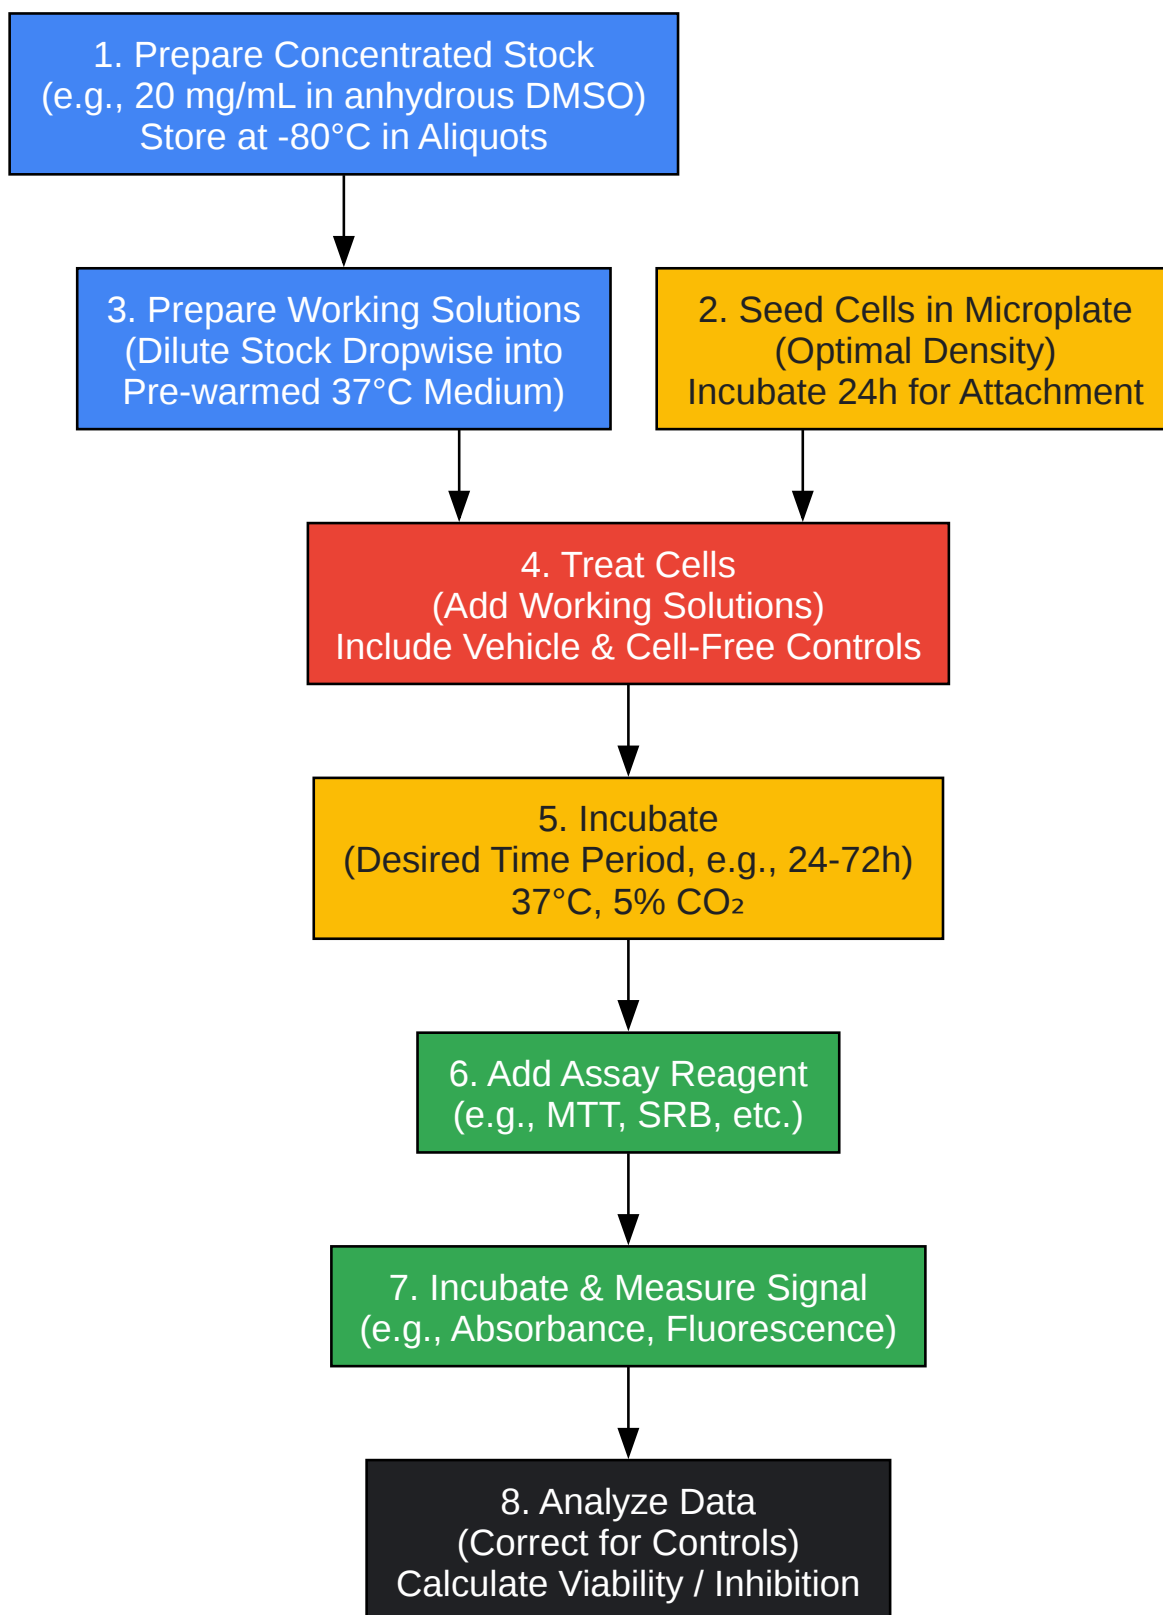 1. Prepare Concentrated Stock
(e.g., 20 mg/mL in anhydrous DMSO)
Store at -80°C in Aliquots
3. Prepare Working Solutions
(Dilute Stock Dropwise into
Pre-warmed 37°C Medium)
2. Seed Cells in Microplate
(Optimal Density)
Incubate 24h for Attachment
4. Treat Cells
(Add Working Solutions)
Include Vehicle & Cell-Free Controls
5. Incubate
(Desired Time Period, e.g., 24-72h)
37°C, 5% CO₂
6. Add Assay Reagent
(e.g., MTT, SRB, etc.)
7. Incubate & Measure Signal
(e.g., Absorbance, Fluorescence)
8. Analyze Data
(Correct for Controls)
Calculate Viability / Inhibition